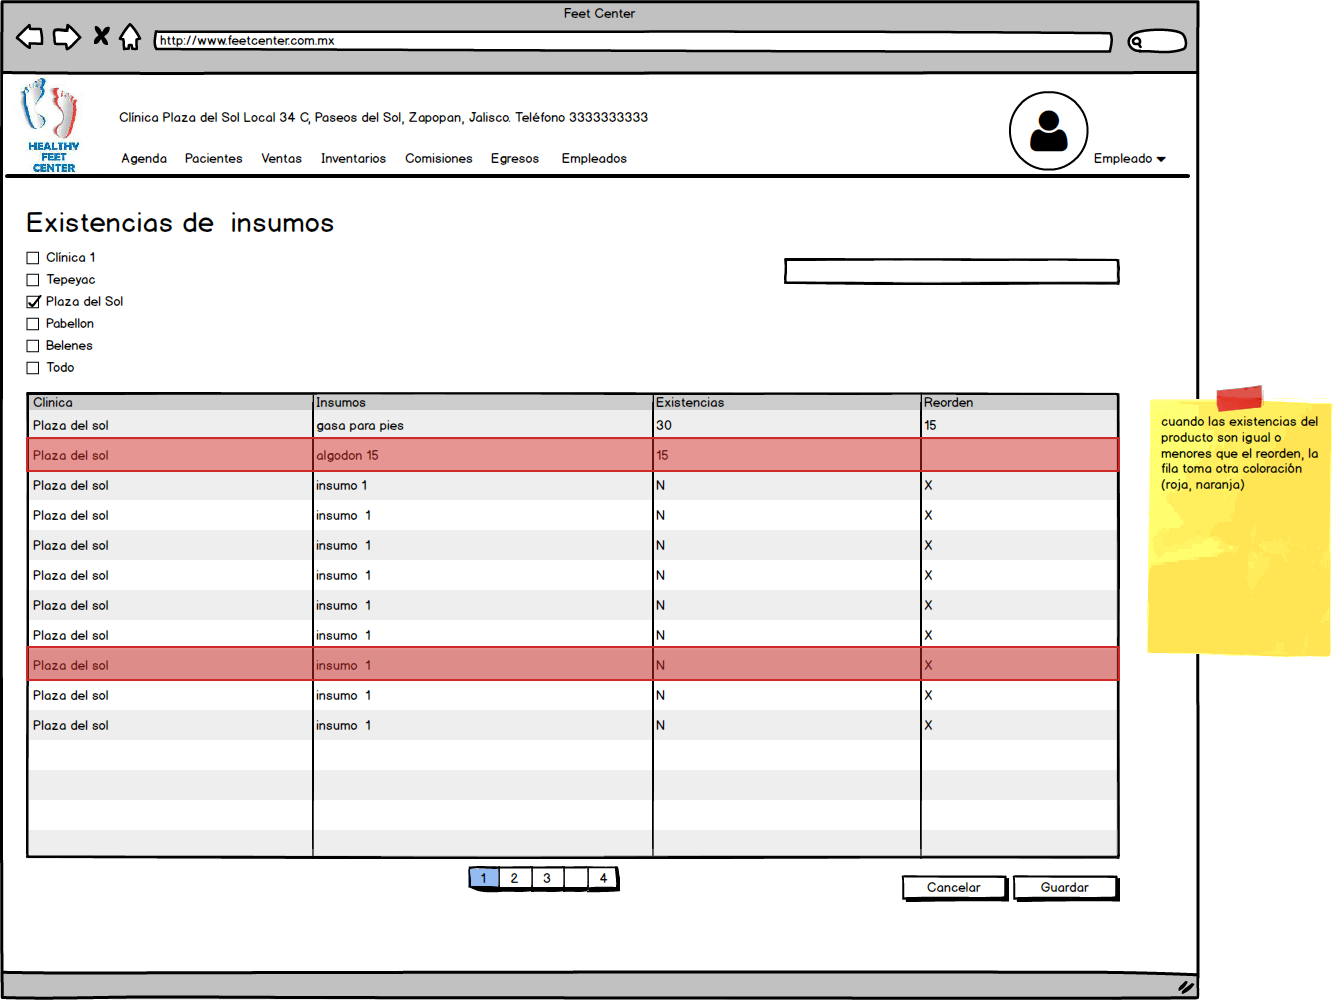 Feet Center
http://www.feetcenter.com.mx
HEALTHY
FEET
CENTER
Clínica Plaza del Sol Local 34 C, Paseos del Sol, Zapopan, Jalisco. Teléfono 3333333333
Agenda Pacientes Ventas Inventarios Comisiones Egresos Empleados
Empleado
Existencias de insumos
Clínica 1
Tepeyac
Plaza del Sol
Pabellon
Belenes
Todo
Clinica Insumos Existencias Reorden
Plaza del sol gasa para pies 30 15
Plaza del sol algodon 15 15
Plaza del sol insumo 1 N X
Plaza del sol insumo 1 N X
Plaza del sol insumo 1 N X
Plaza del sol insumo 1 N X
Plaza del sol insumo 1 N X
Plaza del sol insumo 1 N X
Plaza del sol insumo 1 N X
Plaza del sol insumo 1 N X
Plaza del sol insumo 1 N X
1 2 3 4
Cancelar Guardar
cuando las existencias del
producto son igual o
menores que el reorden, la
fila toma otra coloración
(roja, naranja)